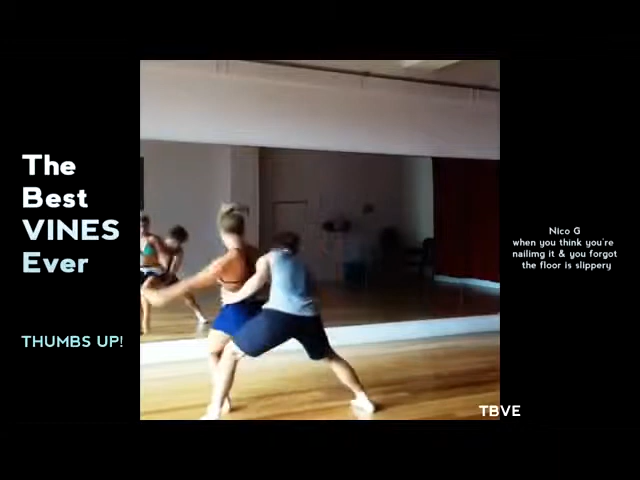 The
Best
VINES
Ever
THUMBS UP!
Nico G
when you think you're
nailimg it & you forgot
the floor is slippery
TBVE